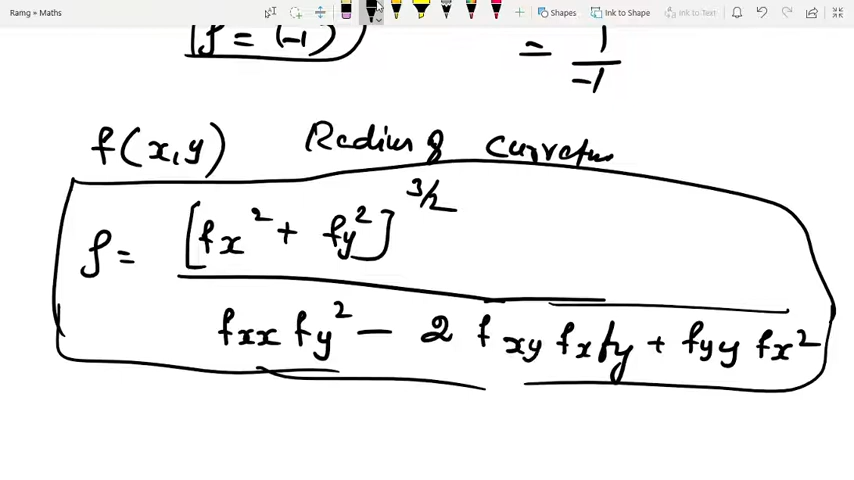 Ramg » Maths Shapes Ink to Shape Ink to Text
ρ = (-1) = 1/-1
f(x,y) Radius of curvature
ρ = [fx² + fy²]^3/2
fxx fy² - 2 fxy fx fy + fyy fx²